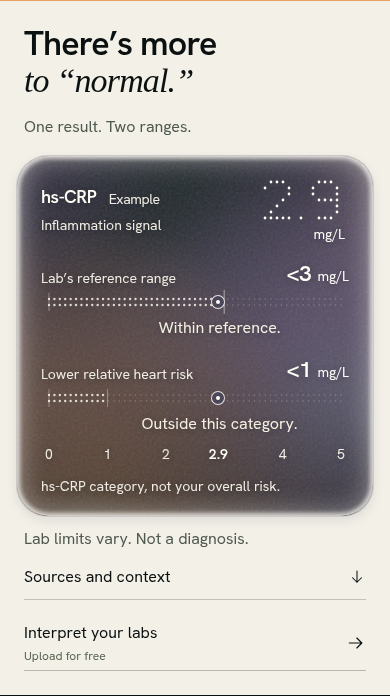 There's more
to “normal.”
One result. Two ranges.
hs-CRP Example
2.9
Inflammation signal
mg/L
Lab's reference range
<3 mg/L
Within reference.
Lower relative heart risk
<1 mg/L
Outside this category.
0 1 2 2.9 4 5
hs-CRP category, not your overall risk.
Lab limits vary. Not a diagnosis.
Sources and context ↓
Interpret your labs →
Upload for free